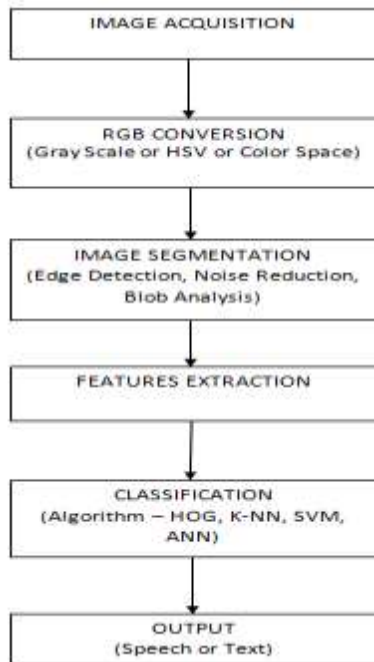 IMAGE ACQUISITION
RGB CONVERSION
(Gray Scale or HSV or Color Space)
IMAGE SEGMENTATION
(Edge Detection, Noise Reduction,
Blob Analysis)
FEATURES EXTRACTION
CLASSIFICATION
(Algorithm – HOG, K-NN, SVM,
ANN)
OUTPUT
(Speech or Text)